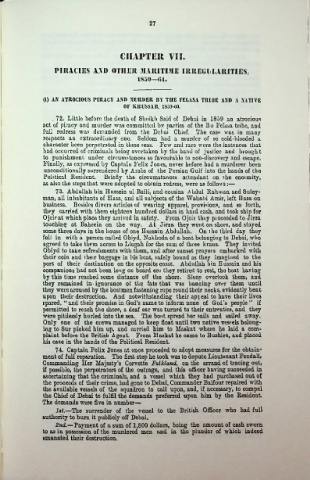 27
CHAPTER VII.
PIRACIES AND OTHER MARITIME IRREGULARITIES,
1859—61.
(i) AN ATROCIOUS PIRACY AND MURDER BY THE FELASA TRIBE AND A NATIVE
OF KHUSSAB, 1859-60.
72. Little before the death of Sheikh Saeed of Debai in 1859 an atrocious
act of piracy and murder was committed by parties of the Bu Felasa tribe, and
full redress was demanded from the Debai Chief. The case was in many
respects an extraordinary one. Seldom had a murder of so cold-blooded a
character been perpetrated in these seas. Few and rare were the instances that
had occurred of criminals being overtaken by the hand of justice and brought
to punishment under circumstances so favourable to non-discovery and escape.
Finally, as expressed by Captain Felix Jones, never before had a murderer been
unconditionally surrendered by Arabs of the Persian Gulf into the hands of the
Political Resident. Briefly the circumstances attendant on the enormity,
as also the steps that were adopted to obtain redress, were as follows:—
73. Abdullah bin Hussein el Baili, and cousins Abdul Rahman and Suley-
man, all inhabitants of Hasa, and all subjects of the Wahabi Amir, left Hasa on
business. Besides divers articles of wearing apparel, provisions, and so forth,
they carried with them eighteen hundred dollars in hard cash, and took ship for
Ojeir at which place they arrived in safety. From Ojeir they proceeded to Jirra
touching at Bahrein on the way. At Jirra they went on shore, and stayed
some three days in the house of one Hussein Abdullah. On the third day they
fell in with a person called Obyed, Nakhoda of a boat belonging to Debai, who
agreed to take them across to Lingah for the sum of three krans. They invited
Obyed to take refreshments with them, and after sunset prayers embarked with
their coin and their baggage in his boat, safely bound as they imagined to the
port of their destination on the opposite coast. Abdullah bin Hussein and his
companions had not been long on board ere they retired to rest, the boat having
by this time reached some distance off the shore. Sleep overtook them, and
they remained in ignorance of the fate that was hanging over them until
they were aroused by the boatmen fastening rope round their necks, evidently bent
upon their destruction. And notwithstanding their appeal to have their lives
spared, "and their promise in God's name to inform none of God's people" if
permitted to reach the shore, a deaf ear was turned to their entreaties, and they
were pitilessly hurled into the sea. The boat spread her sails and sailed away.
Only one of the crews managed to keep float until two native vessels belong-
ing to Sur picked him up, and carried him to Maskat where he laid a com-
plaint before the British Agent. From Maskat he came to Bushire, and placed
his case in the hands of the Political Resident.
74. Captain Felix Jones at once proceeded to adopt measures for the obtain-
ment of full reparation. The first step he took was to depute Lieutenant Fendall,
Commanding Her Majesty's Corvette Falkland, on the errand of tracing out,
if possible, the perpetrators of the outrage, and this officer having succeeded in
ascertaining that the criminals, and a vessel which they had purchased out of
the proceeds of their crime, had gone to Debai, Commander Balfour repaired with
the available vessels of the squadron to call upon, and, if necessary, to compel
the Chief of Debai to fulfil the demands preferred upon him by the Resident.
The demands were five in number—
1st.—The surrender of the vessel to the British Officer who had full
authority to burn it publicly off Debai.
2nd.—Payment of a sum of 1,800 dollars, being the amount of cash sworn
to as in possession of the murdered men and in the plunder of which indeed
emanated their destruction.